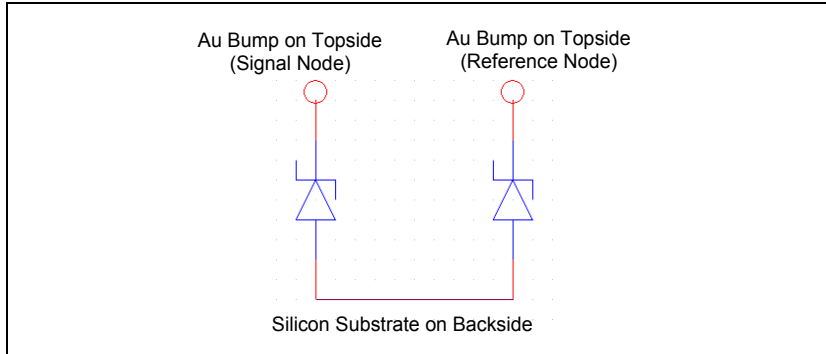 Au Bump on Topside
(Signal Node)
Au Bump on Topside
(Reference Node)
Silicon Substrate on Backside